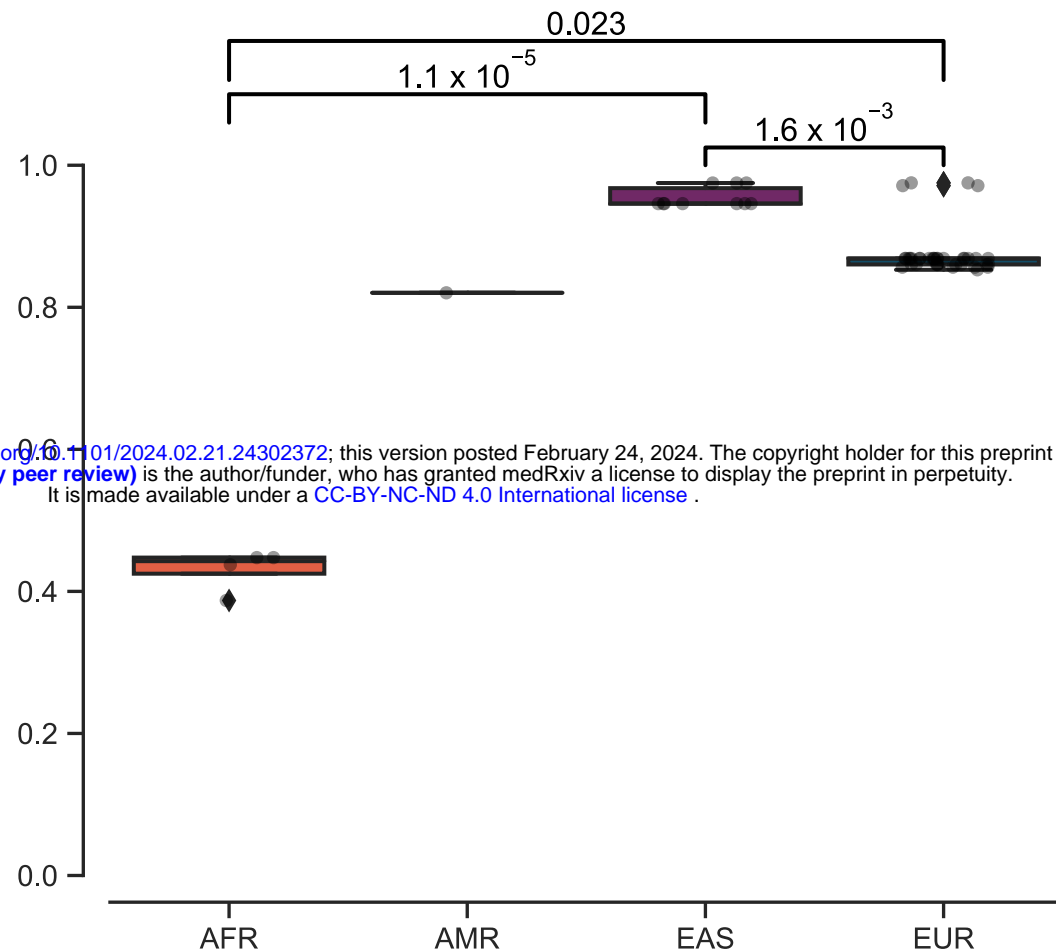 0.023
1.1 x 10⁻⁵
1.6 x 10⁻³
1.0
0.8
0.6
org/10.1101/2024.02.21.24302372; this version posted February 24, 2024. The copyright holder for this preprint
y peer review) is the author/funder, who has granted medRxiv a license to display the preprint in perpetuity.
It is made available under a CC-BY-NC-ND 4.0 International license .
0.4
0.2
0.0
AFR AMR EAS EUR